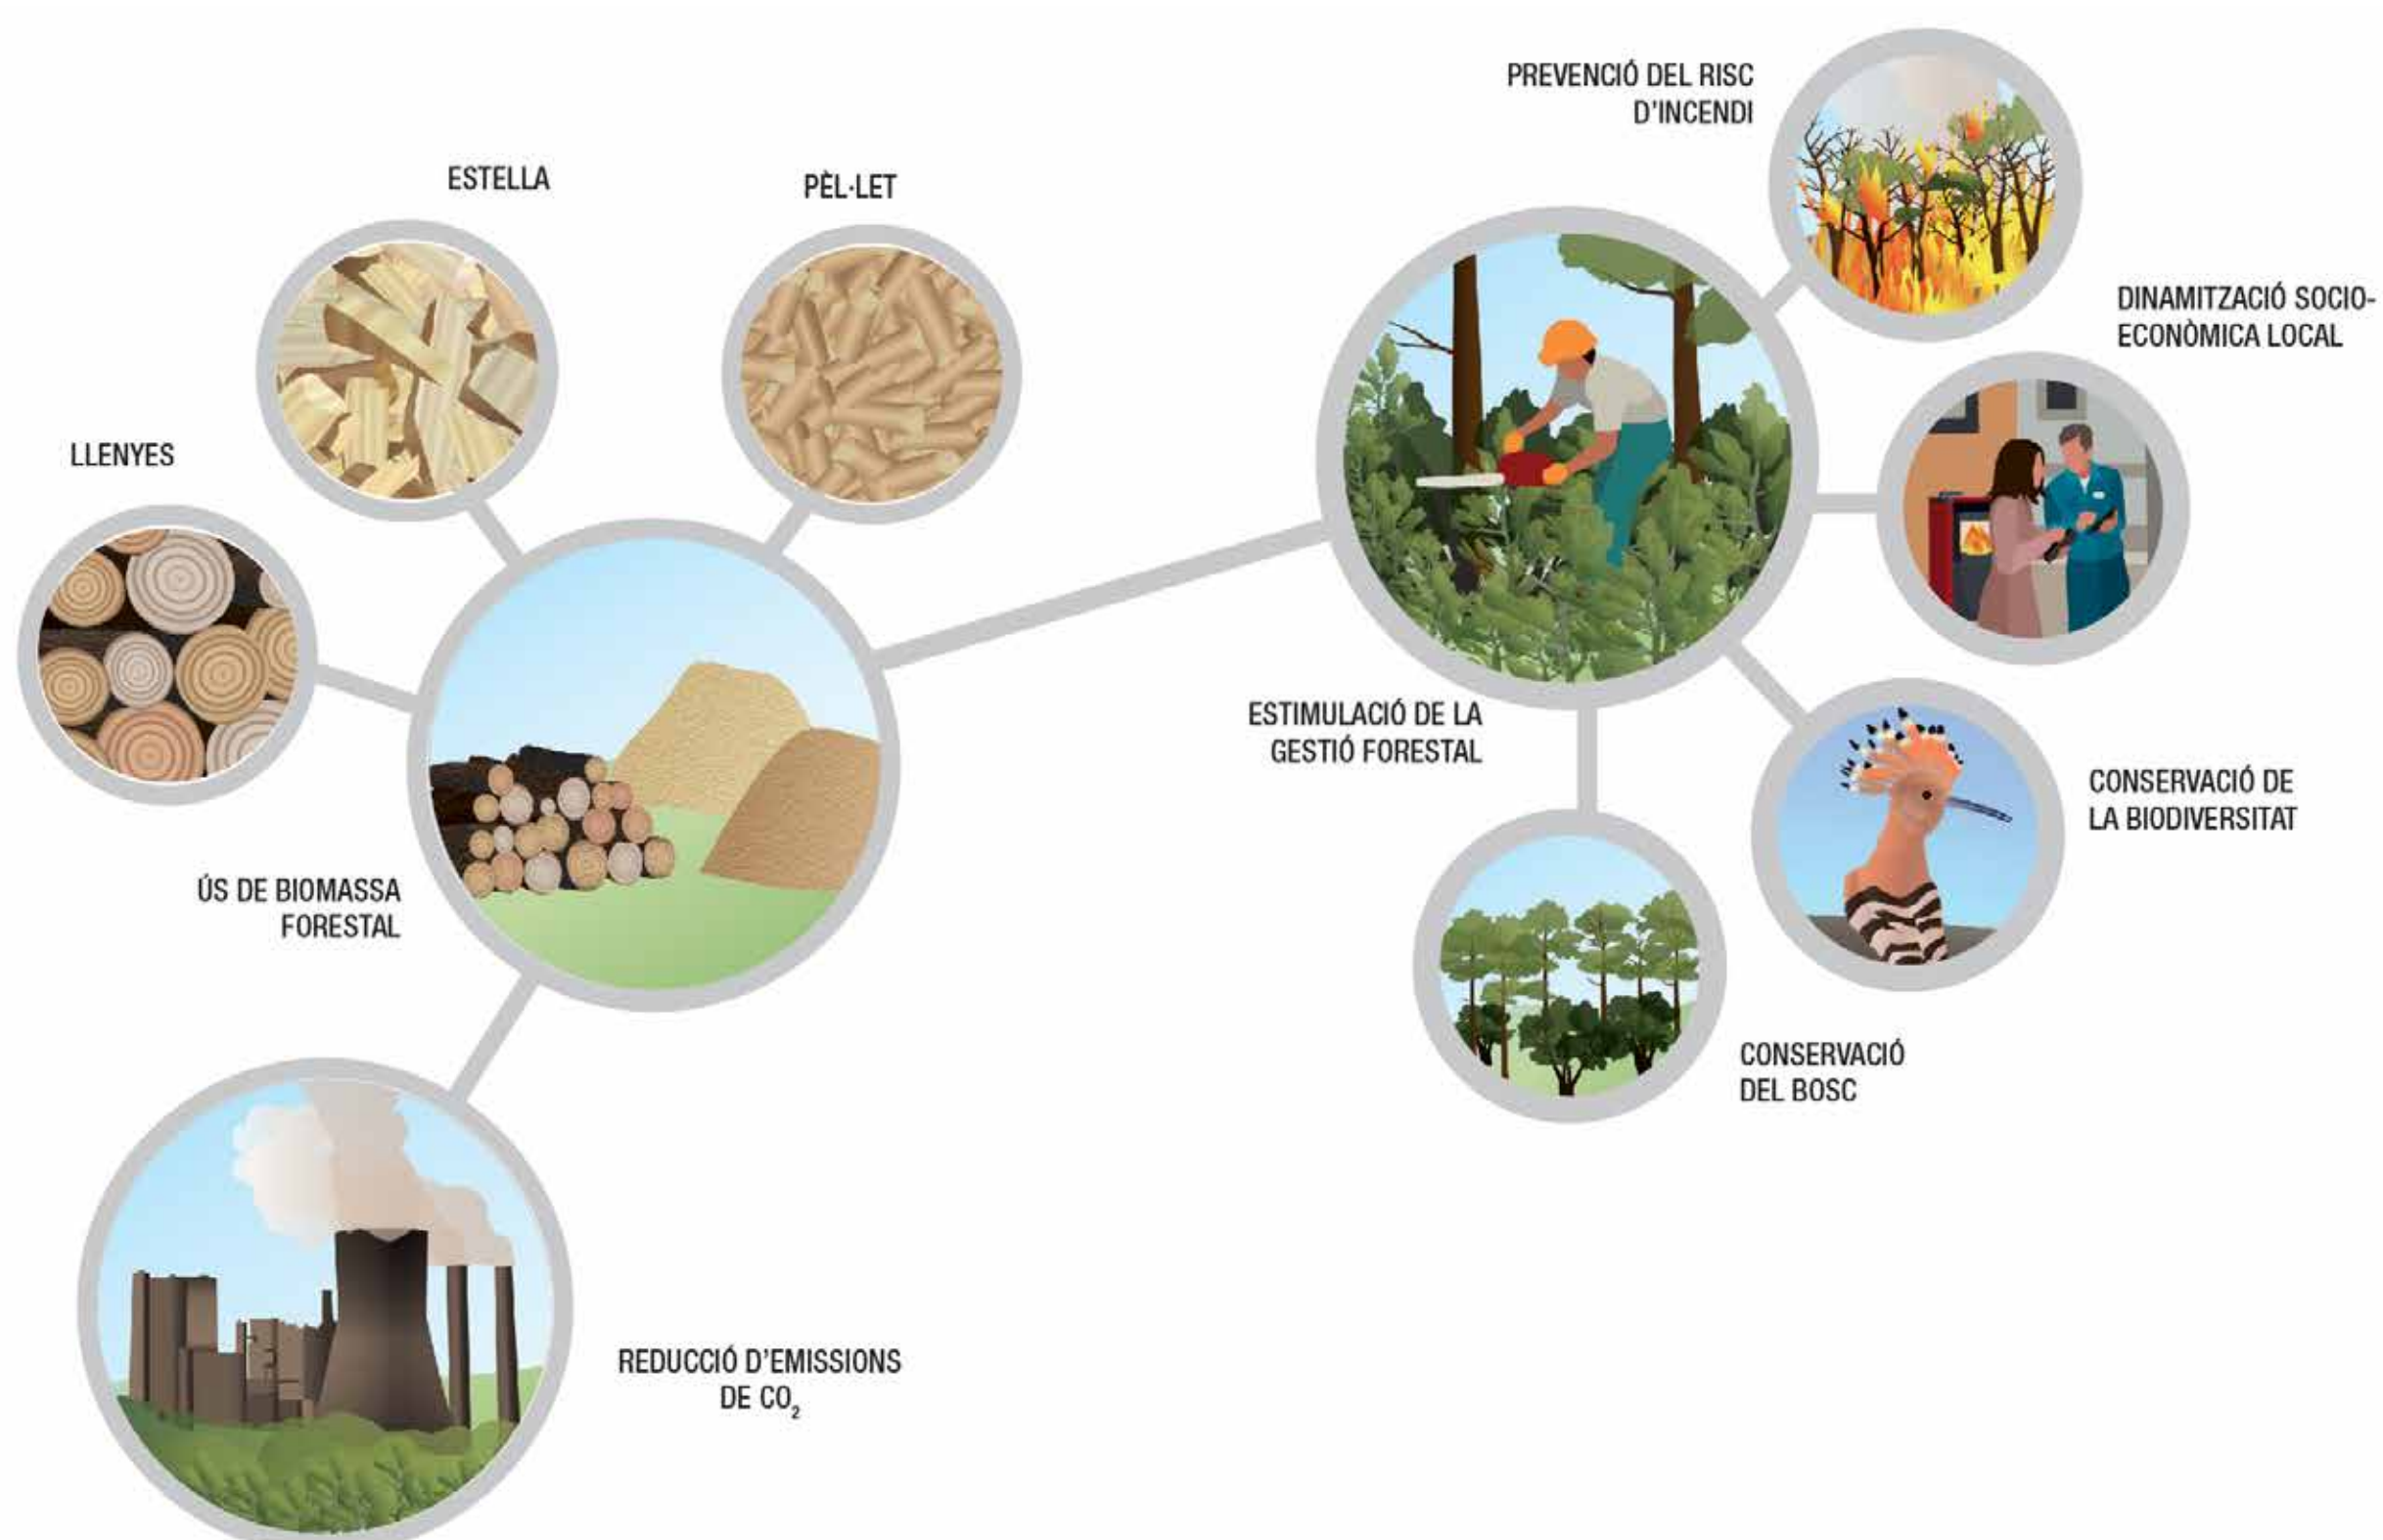 PREVENCIÓ DEL RISC
D'INCENDI
ESTELLA
PÈL·LET
DINAMITZACIÓ SOCIO-
ECONÒMICA LOCAL
LLENYES
ESTIMULACIÓ DE LA
GESTIÓ FORESTAL
CONSERVACIÓ DE
LA BIODIVERSITAT
ÚS DE BIOMASSA
FORESTAL
CONSERVACIÓ
DEL BOSC
REDUCCIÓ D'EMISSIONS
DE CO₂